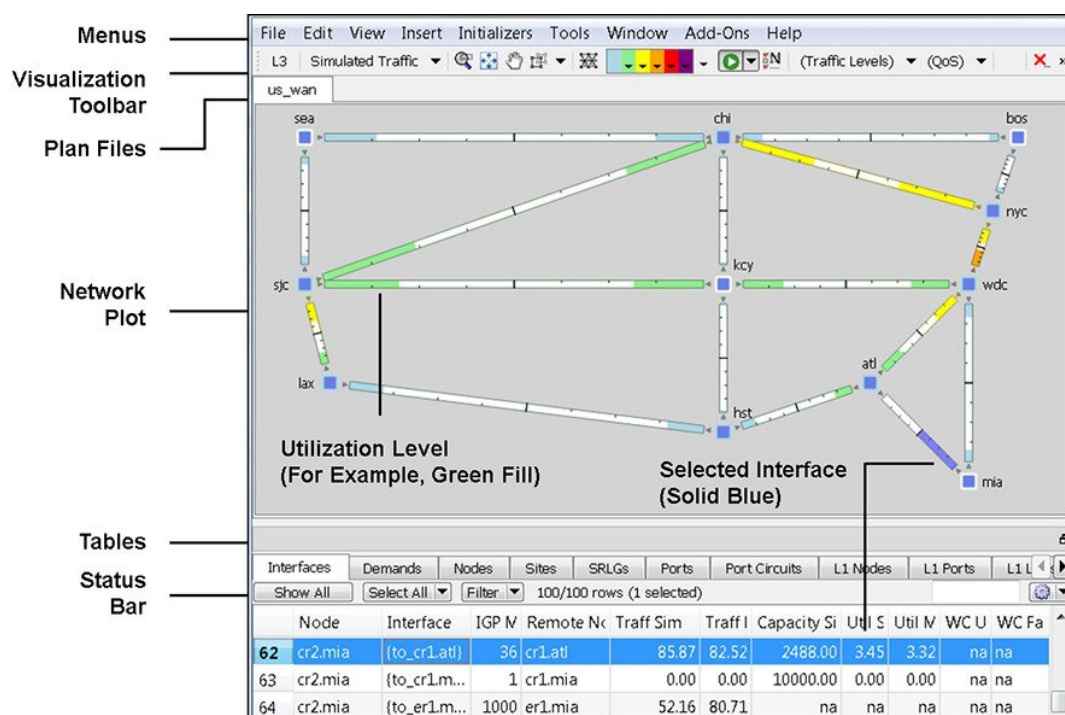 Menus
Visualization
Toolbar
Plan Files
Network
Plot
Tables
Status
Bar
File Edit View Insert Initializers Tools Window Add-Ons Help
L3 Simulated Traffic N (Traffic Levels) (QoS)
us_wan
sea chi bos
nyc
sjc kcy wdc
lax atl
hst
mia
Utilization Level
(For Example, Green Fill)
Selected Interface
(Solid Blue)
Interfaces Demands Nodes Sites SRLGs Ports Port Circuits L1 Nodes L1 Ports
Show All Select All Filter 100/100 rows (1 selected)
Node Interface IGP M Remote Nc Traff Sim Traff I Capacity Si Util S Util M WC U WC Fa
62 cr2.mia {to_cr1.atl} 36 cr1.atl 85.87 82.52 2488.00 3.45 3.32 na na
63 cr2.mia {to_cr1.m... 1 cr1.mia 0.00 0.00 10000.00 0.00 0.00 na na
64 cr2.mia {to_er1.m... 1000 er1.mia 52.16 80.71 na na na na na